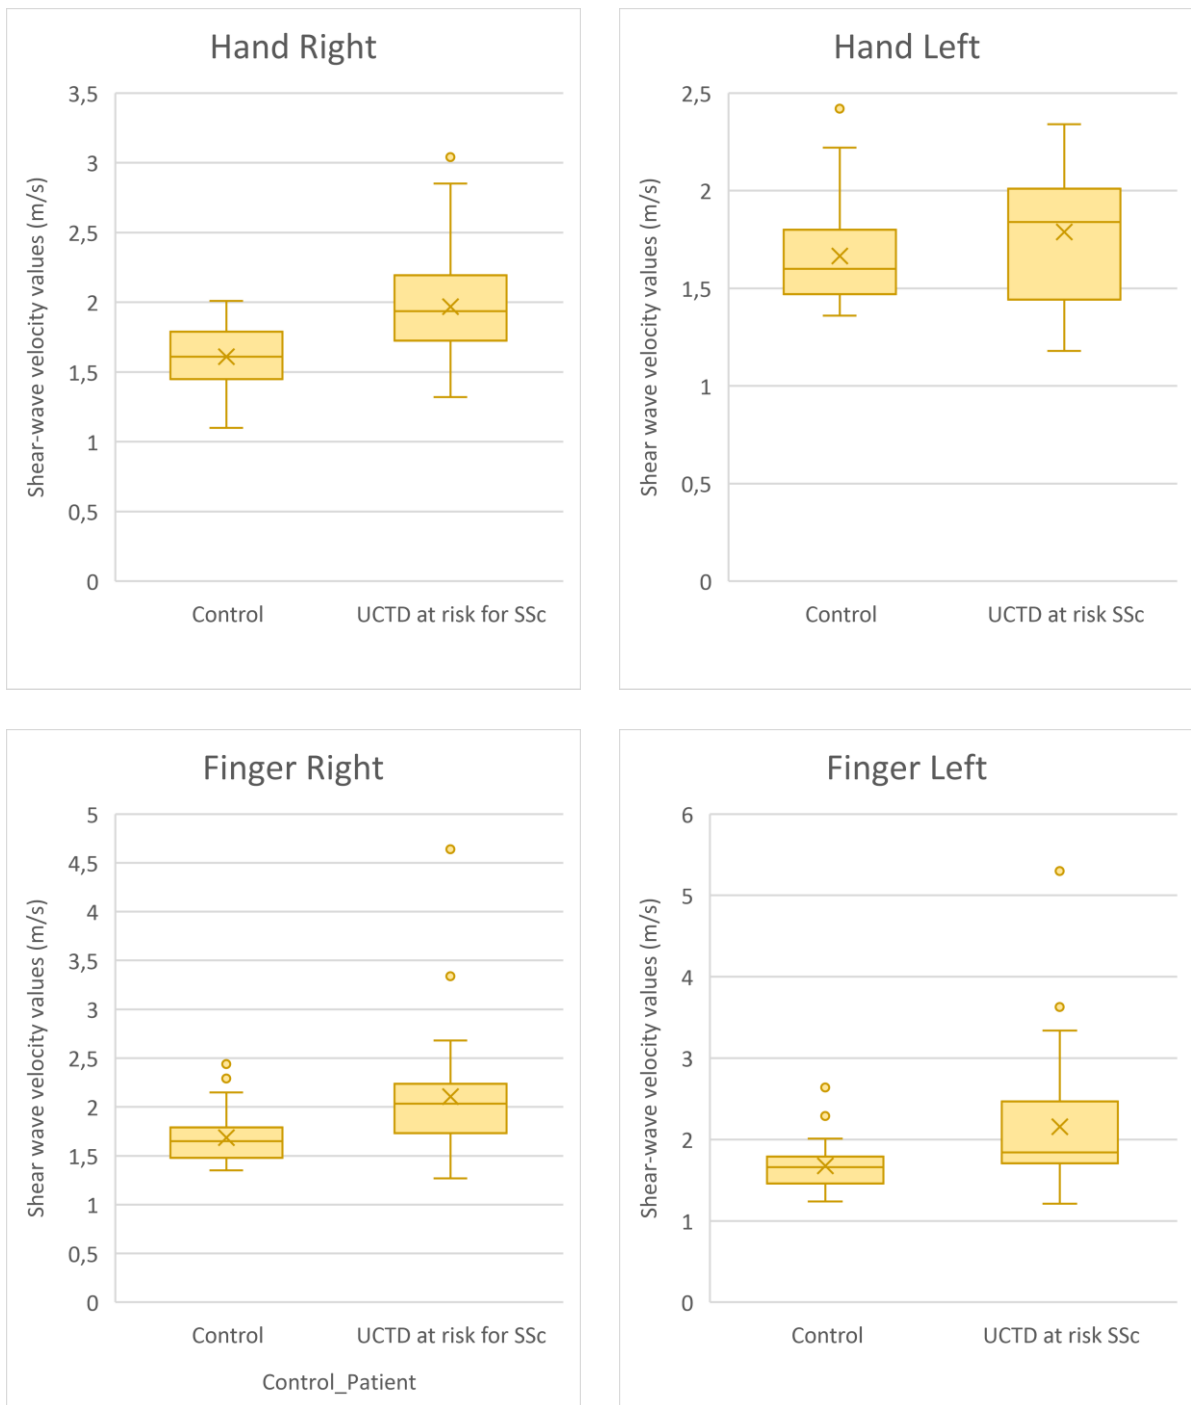 Hand Right
Shear-wave velocity values (m/s)
3,5
3
2,5
2
1,5
1
0,5
0
Control
UCTD at risk for SSc
Hand Left
Shear wave velocity values (m/s)
2,5
2
1,5
1
0,5
0
Control
UCTD at risk SSc
Finger Right
Shear wave velocity values (m/s)
5
4,5
4
3,5
3
2,5
2
1,5
1
0,5
0
Control
UCTD at risk for SSc
Control_Patient
Finger Left
Shear-wave velocity values (m/s)
6
5
4
3
2
1
0
Control
UCTD at risk SSc